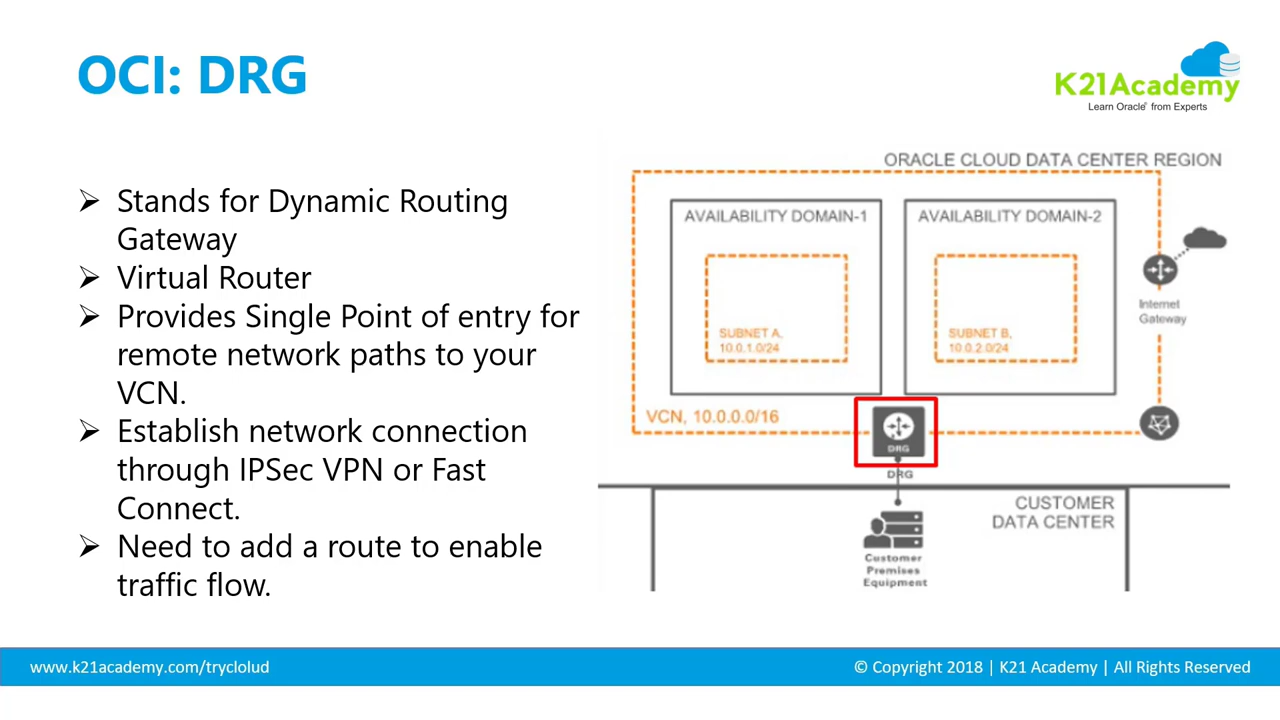 OCI: DRG
K21Academy
Learn Oracle® from Experts
➢ Stands for Dynamic Routing
Gateway
➢ Virtual Router
➢ Provides Single Point of entry for
remote network paths to your
VCN.
➢ Establish network connection
through IPSec VPN or Fast
Connect.
➢ Need to add a route to enable
traffic flow.
ORACLE CLOUD DATA CENTER REGION
AVAILABILITY DOMAIN-1
AVAILABILITY DOMAIN-2
SUBNET A,
10.0.1.0/24
SUBNET B,
10.0.2.0/24
Internet
Gateway
VCN, 10.0.0.0/16
DRG
DRG
CUSTOMER
DATA CENTER
Customer
Premises
Equipment
www.k21academy.com/tryclolud
© Copyright 2018 | K21 Academy | All Rights Reserved